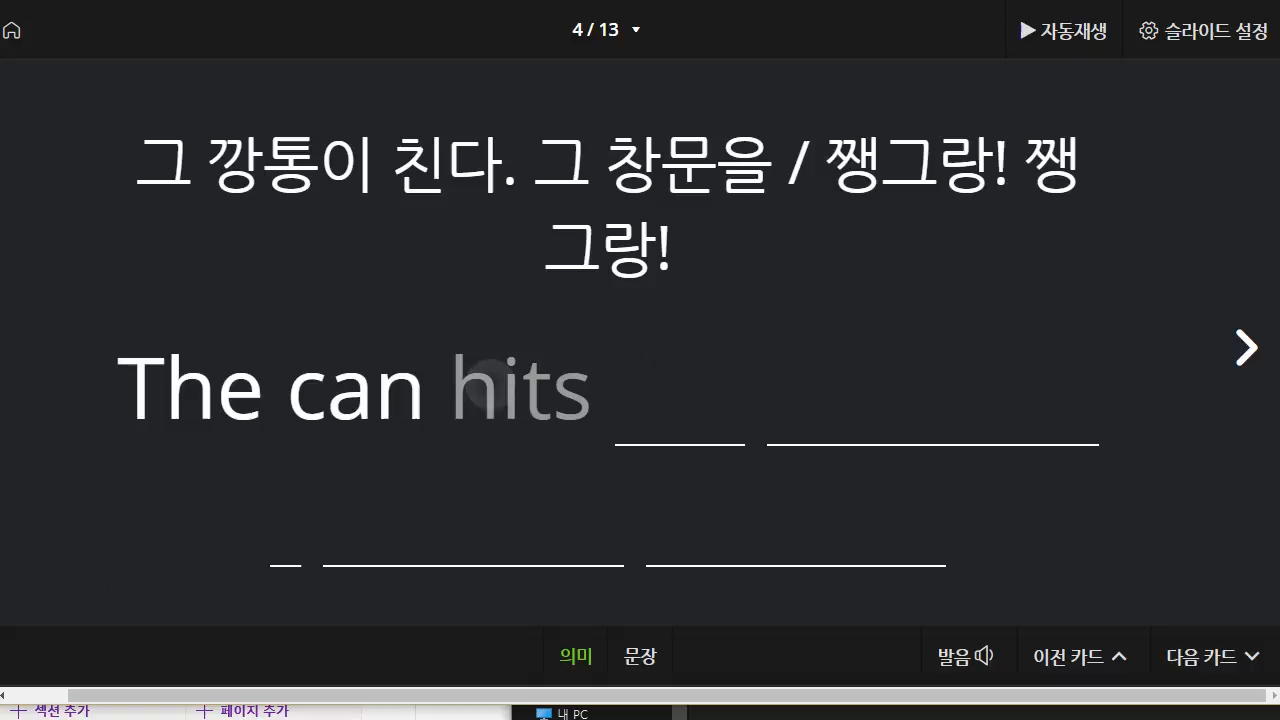 4 / 13
▶ 자동재생
슬라이드 설정
그 깡통이 친다. 그 창문을 / 쨍그랑! 쨍
그랑!
The can hits
의미
문장
발음
이전 카드
다음 카드
섹션 추가
페이지 추가
내 PC